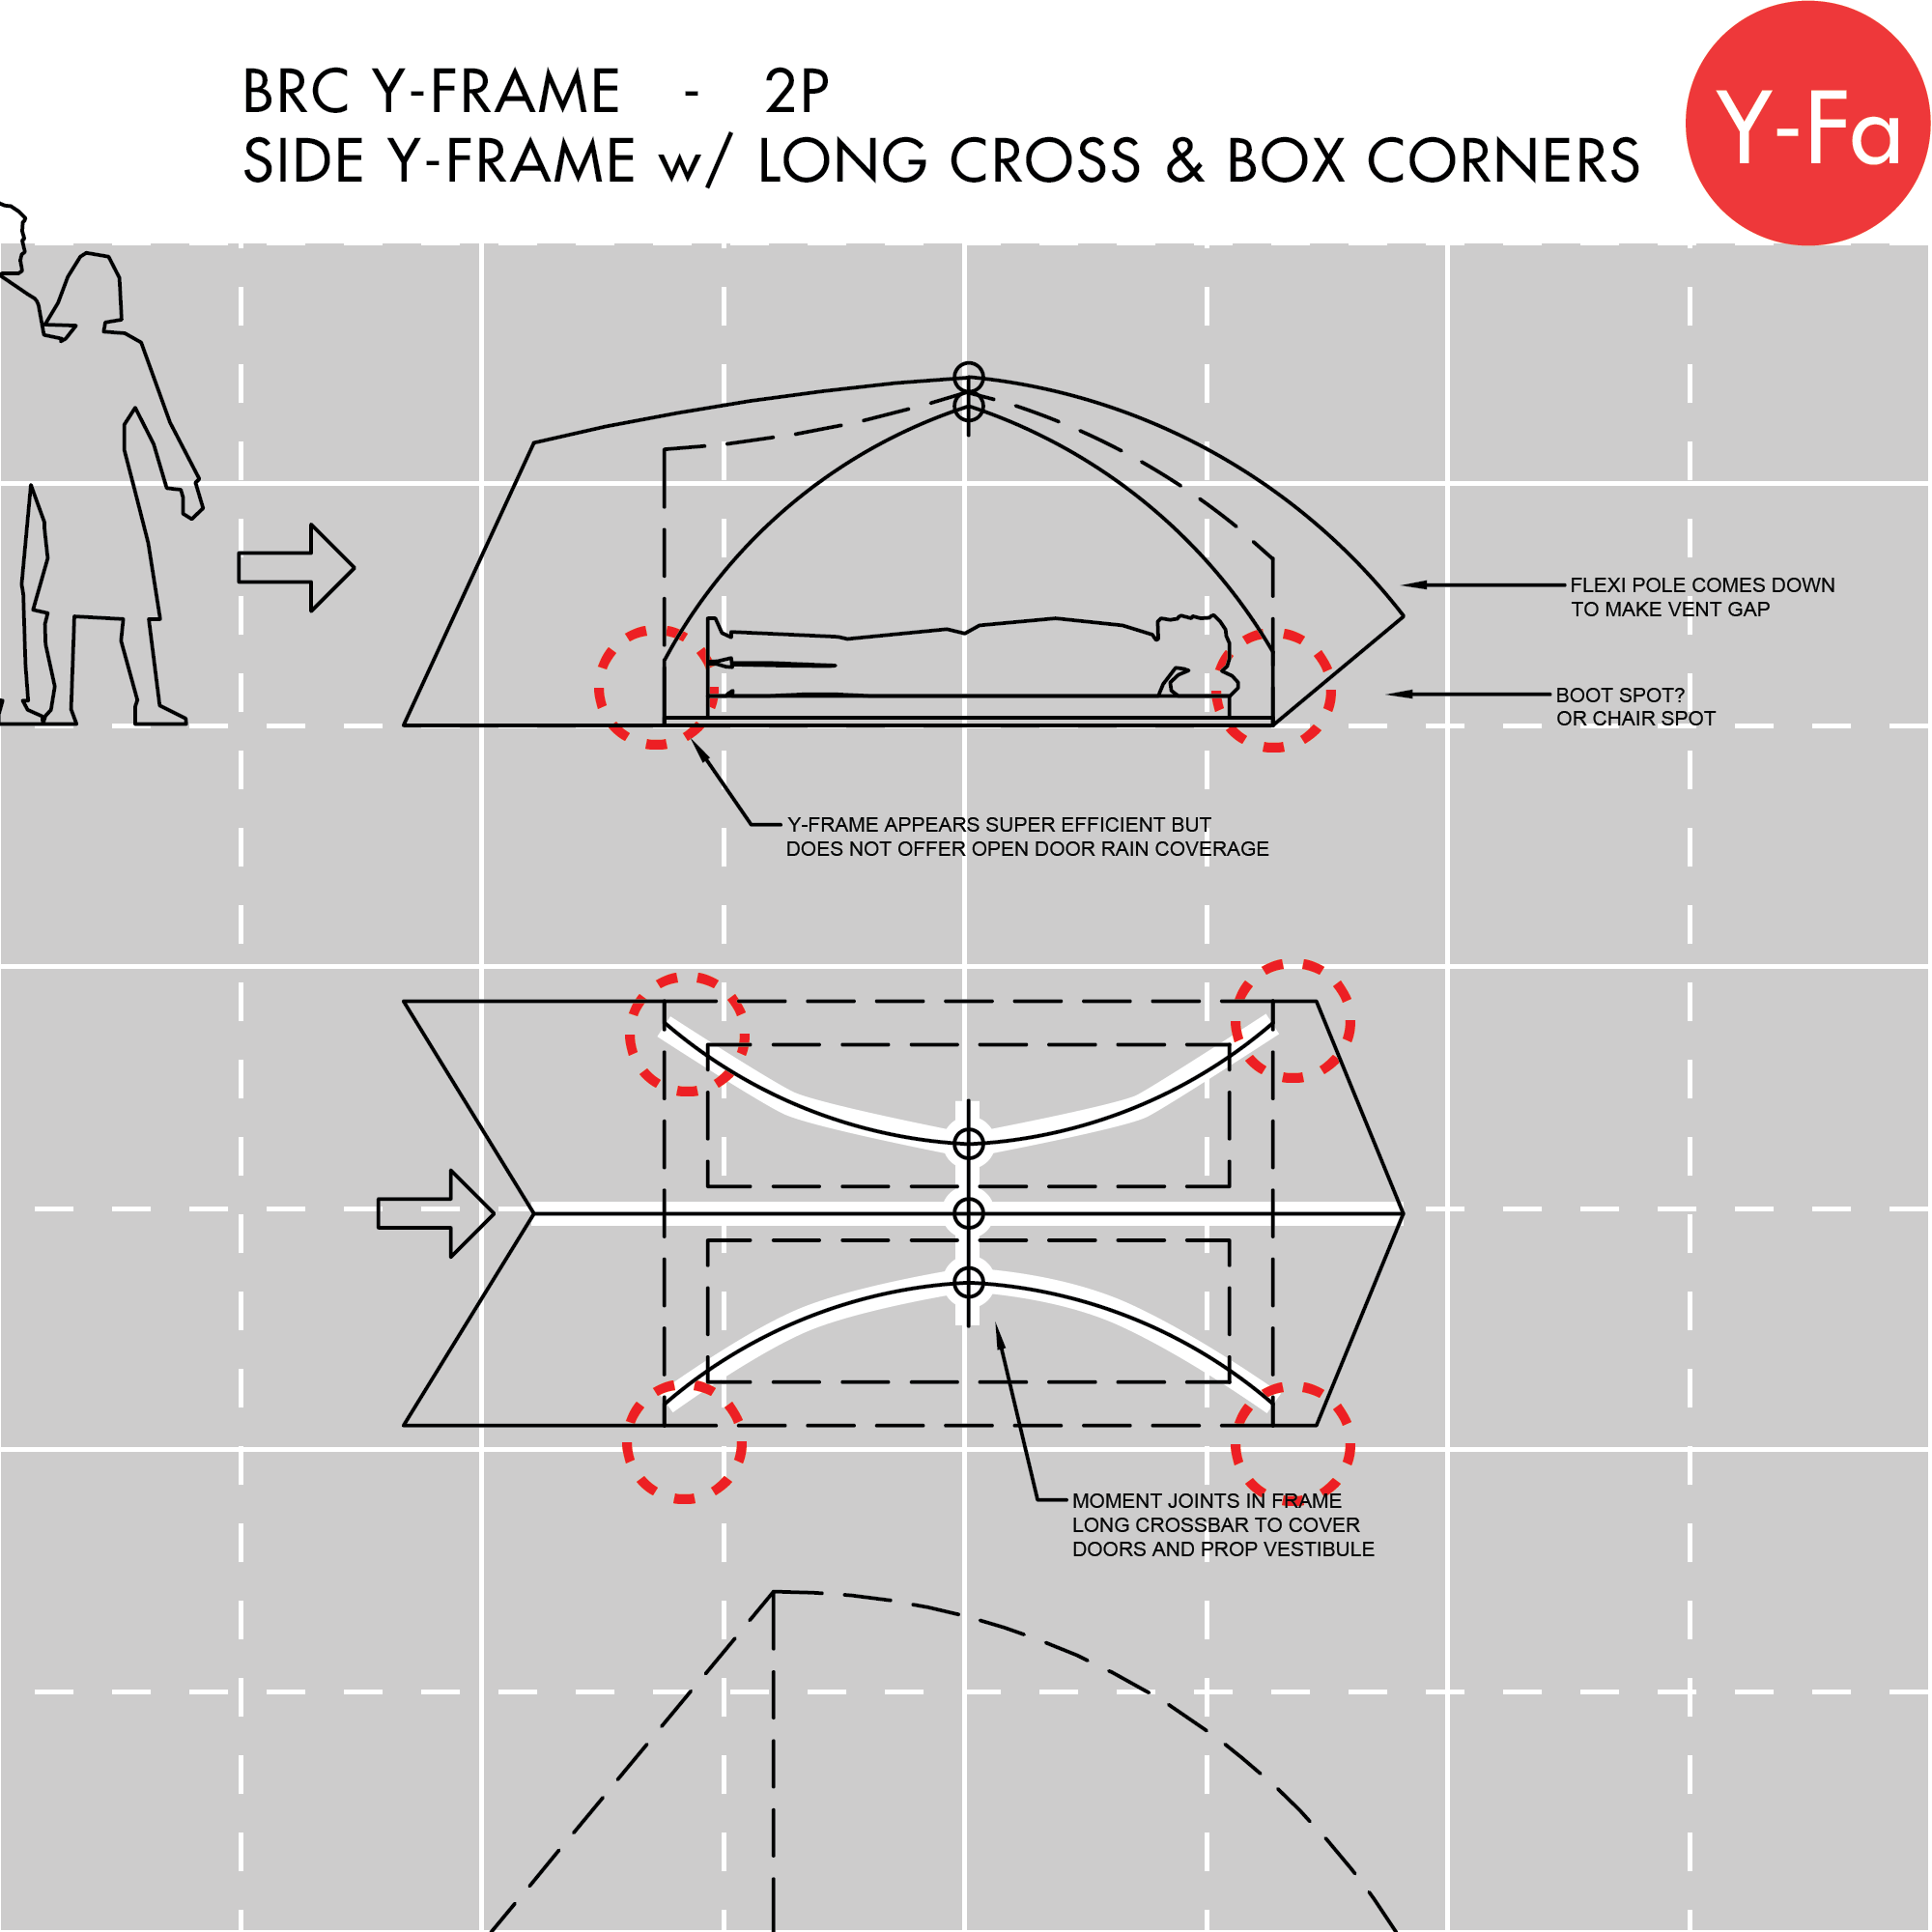 BRC Y-FRAME - 2P
SIDE Y-FRAME w/ LONG CROSS & BOX CORNERS
Y-Fa
FLEXI POLE COMES DOWN
TO MAKE VENT GAP
BOOT SPOT?
OR CHAIR SPOT
Y-FRAME APPEARS SUPER EFFICIENT BUT
DOES NOT OFFER OPEN DOOR RAIN COVERAGE
MOMENT JOINTS IN FRAME
LONG CROSSBAR TO COVER
DOORS AND PROP VESTIBULE